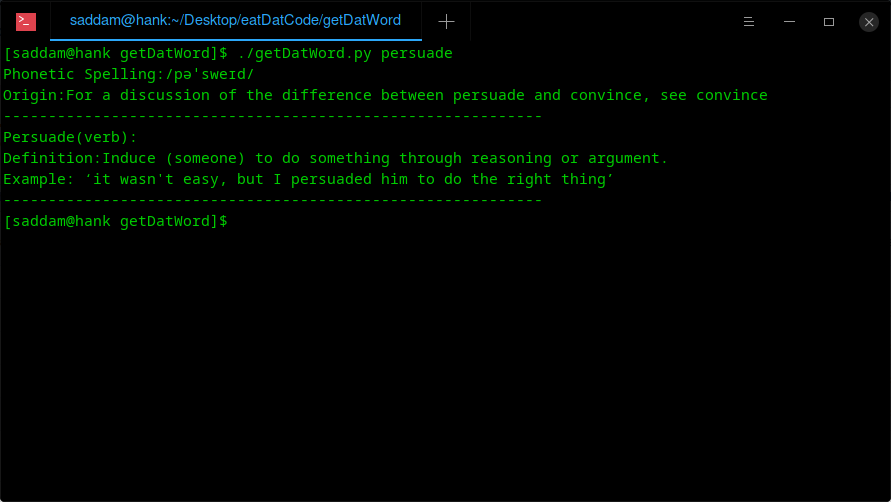 saddam@hank:~/Desktop/eatDatCode/getDatWord
[saddam@hank getDatWord]$ ./getDatWord.py persuade
Phonetic Spelling:/pəˈsweɪd/
Origin:For a discussion of the difference between persuade and convince, see convince
------------------------------------------------------------
Persuade(verb):
Definition:Induce (someone) to do something through reasoning or argument.
Example: ‘it wasn't easy, but I persuaded him to do the right thing’
------------------------------------------------------------
[saddam@hank getDatWord]$